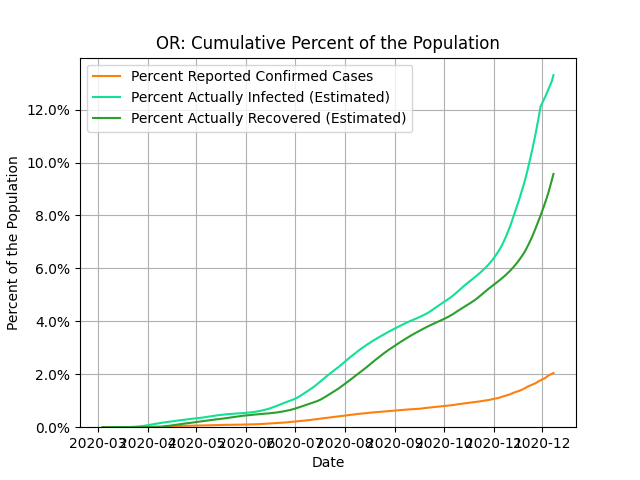 OR: Cumulative Percent of the Population
Percent Reported Confirmed Cases
Percent Actually Infected (Estimated)
Percent Actually Recovered (Estimated)
Percent of the Population
12.0%
10.0%
8.0%
6.0%
4.0%
2.0%
0.0%
2020-03 2020-04 2020-05 2020-06 2020-07 2020-08 2020-09 2020-10 2020-11 2020-12
Date